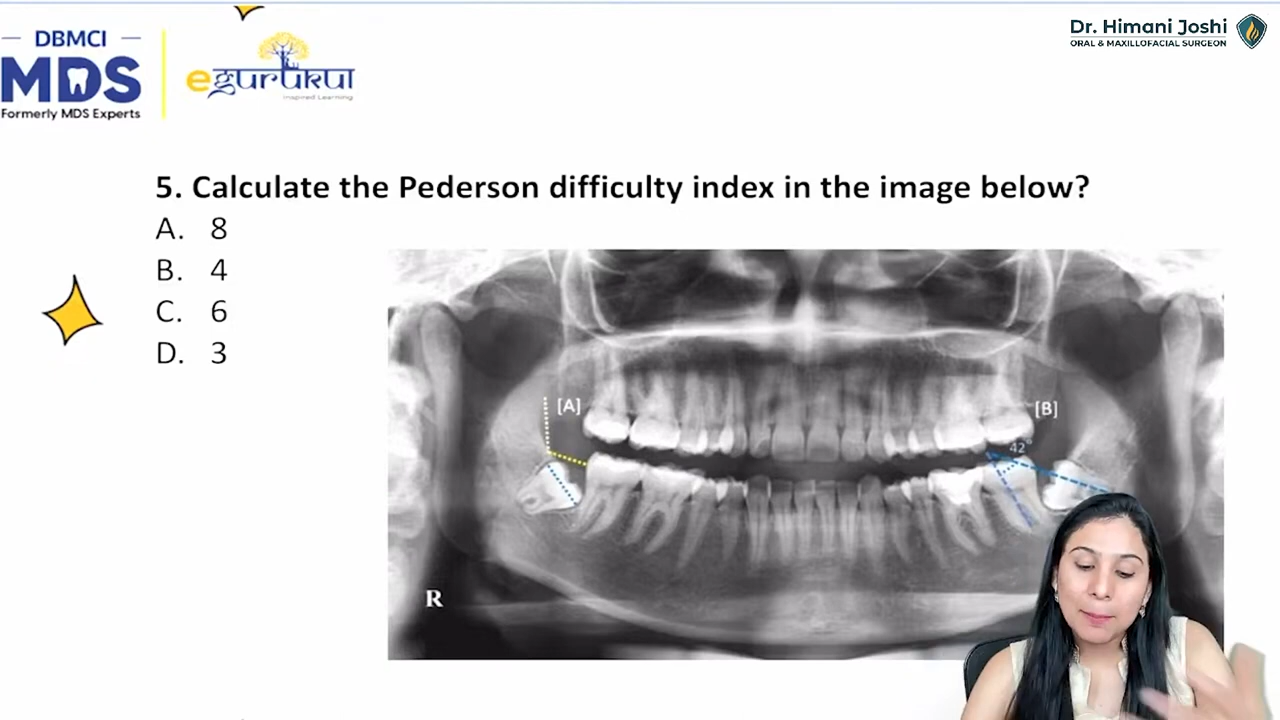 DBMCI
MDS
Formerly MDS Experts
egurukul
Inspired Learning
Dr. Himani Joshi
ORAL & MAXILLOFACIAL SURGEON
5. Calculate the Pederson difficulty index in the image below?
A. 8
B. 4
C. 6
D. 3
[A]
[B]
42°
R